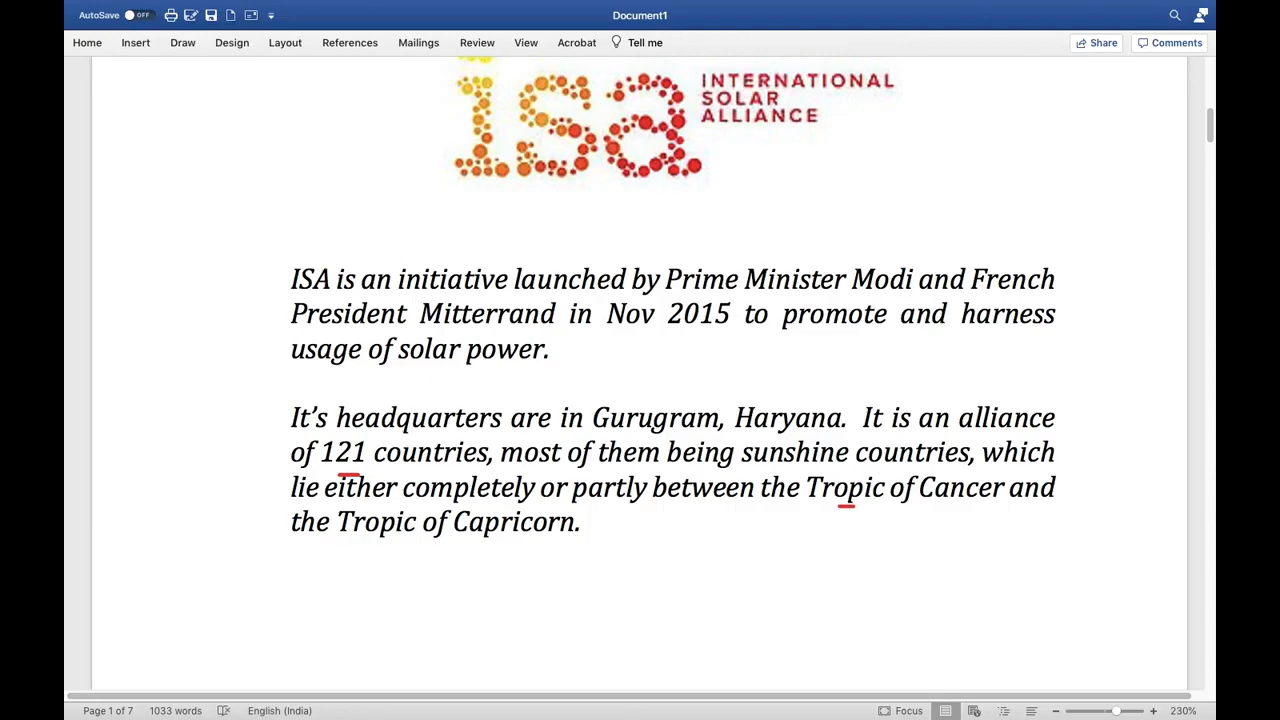 AutoSave OFF Document1
Home Insert Draw Design Layout References Mailings Review View Acrobat Tell me Share Comments
isa INTERNATIONAL
SOLAR
ALLIANCE
ISA is an initiative launched by Prime Minister Modi and French
President Mitterrand in Nov 2015 to promote and harness
usage of solar power.
It's headquarters are in Gurugram, Haryana. It is an alliance
of 121 countries, most of them being sunshine countries, which
lie either completely or partly between the Tropic of Cancer and
the Tropic of Capricorn.
Page 1 of 7 1033 words English (India) Focus 230%